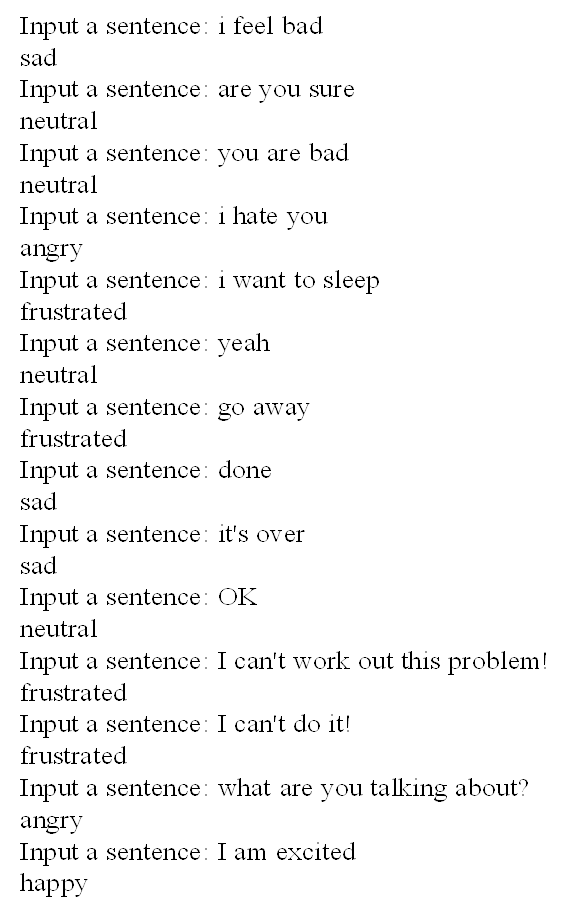 Input a sentence: i feel bad
sad
Input a sentence: are you sure
neutral
Input a sentence: you are bad
neutral
Input a sentence: i hate you
angry
Input a sentence: i want to sleep
frustrated
Input a sentence: yeah
neutral
Input a sentence: go away
frustrated
Input a sentence: done
sad
Input a sentence: it's over
sad
Input a sentence: OK
neutral
Input a sentence: I can't work out this problem!
frustrated
Input a sentence: I can't do it!
frustrated
Input a sentence: what are you talking about?
angry
Input a sentence: I am excited
happy